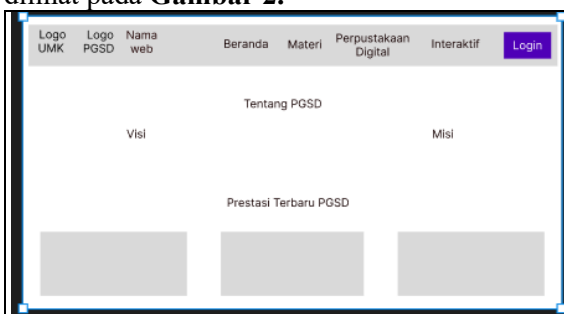 dilihat pada Gambar 2.
Logo UMK
Logo PGSD
Nama web
Beranda
Materi
Perpustakaan Digital
Interaktif
Login
Tentang PGSD
Visi
Misi
Prestasi Terbaru PGSD